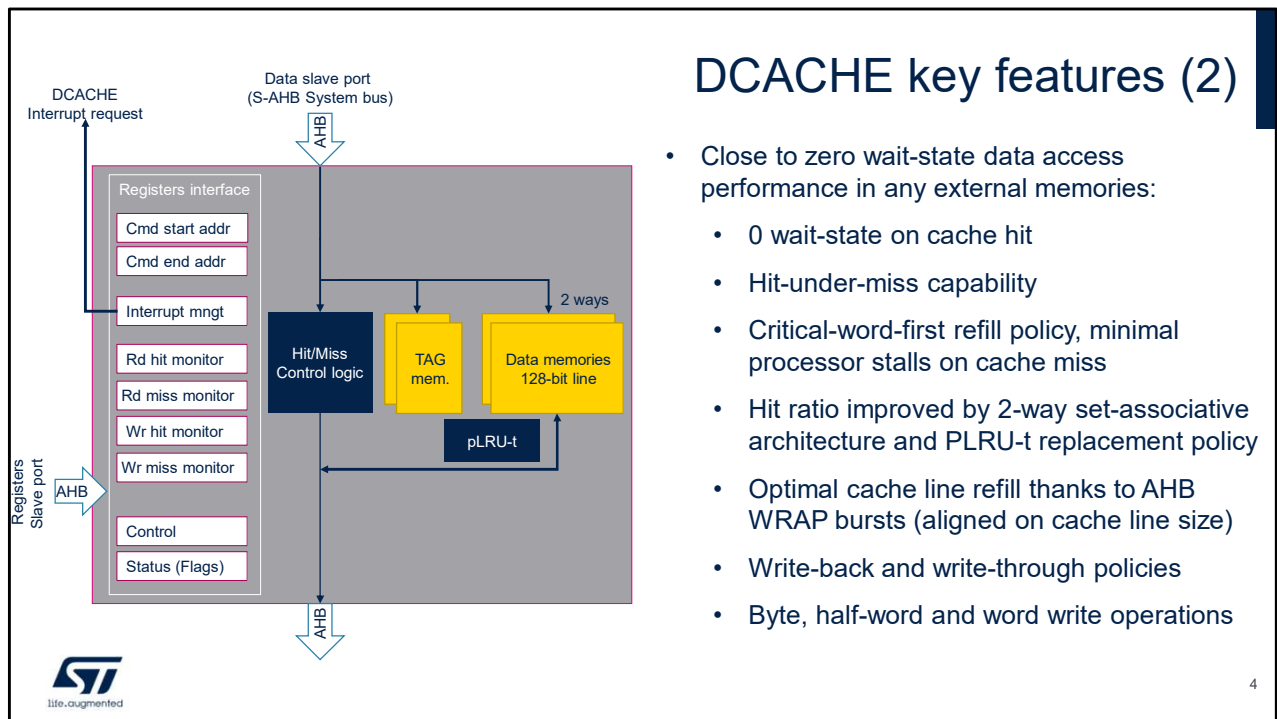 DCACHE key features (2)
Data slave port
(S-AHB System bus)
DCACHE
Interrupt request
AHB
Registers interface
Cmd start addr
Cmd end addr
Interrupt mngt
Rd hit monitor
Rd miss monitor
Wr hit monitor
Wr miss monitor
Control
Status (Flags)
Registers
Slave port
AHB
Hit/Miss
Control logic
TAG
mem.
2 ways
Data memories
128-bit line
pLRU-t
AHB
• Close to zero wait-state data access
performance in any external memories:
• 0 wait-state on cache hit
• Hit-under-miss capability
• Critical-word-first refill policy, minimal
processor stalls on cache miss
• Hit ratio improved by 2-way set-associative
architecture and PLRU-t replacement policy
• Optimal cache line refill thanks to AHB
WRAP bursts (aligned on cache line size)
• Write-back and write-through policies
• Byte, half-word and word write operations
ST
life.augmented
4